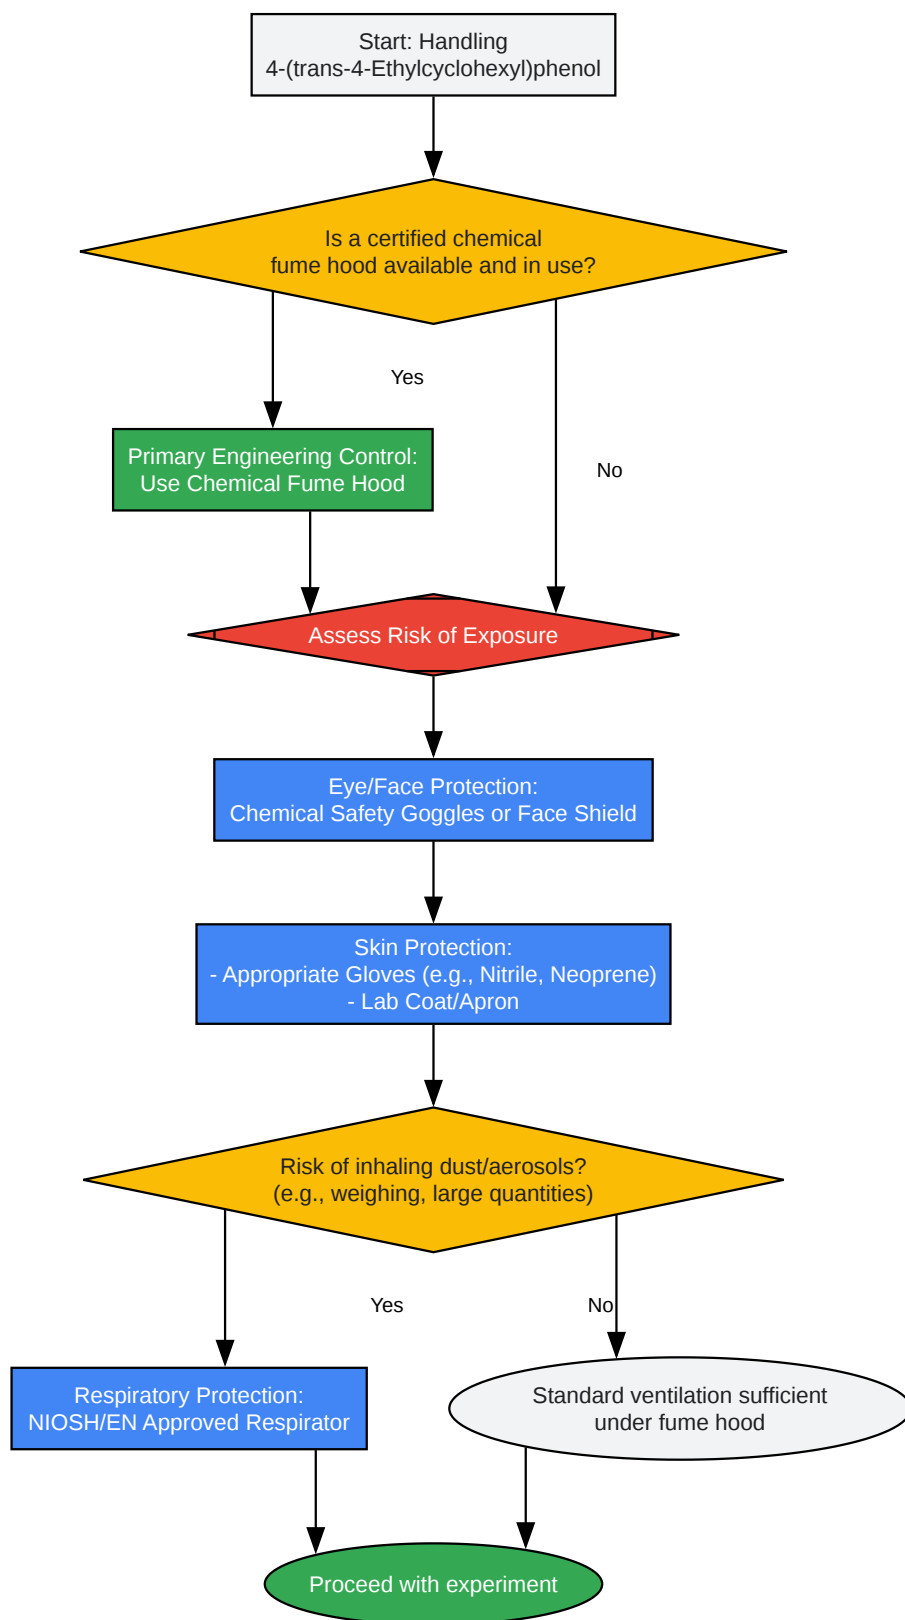 Start: Handling
4-(trans-4-Ethylcyclohexyl)phenol
Is a certified chemical
fume hood available and in use?
Yes
Primary Engineering Control:
Use Chemical Fume Hood
No
Assess Risk of Exposure
Eye/Face Protection:
Chemical Safety Goggles or Face Shield
Skin Protection:
- Appropriate Gloves (e.g., Nitrile, Neoprene)
- Lab Coat/Apron
Risk of inhaling dust/aerosols?
(e.g., weighing, large quantities)
Yes
No
Respiratory Protection:
NIOSH/EN Approved Respirator
Standard ventilation sufficient
under fume hood
Proceed with experiment